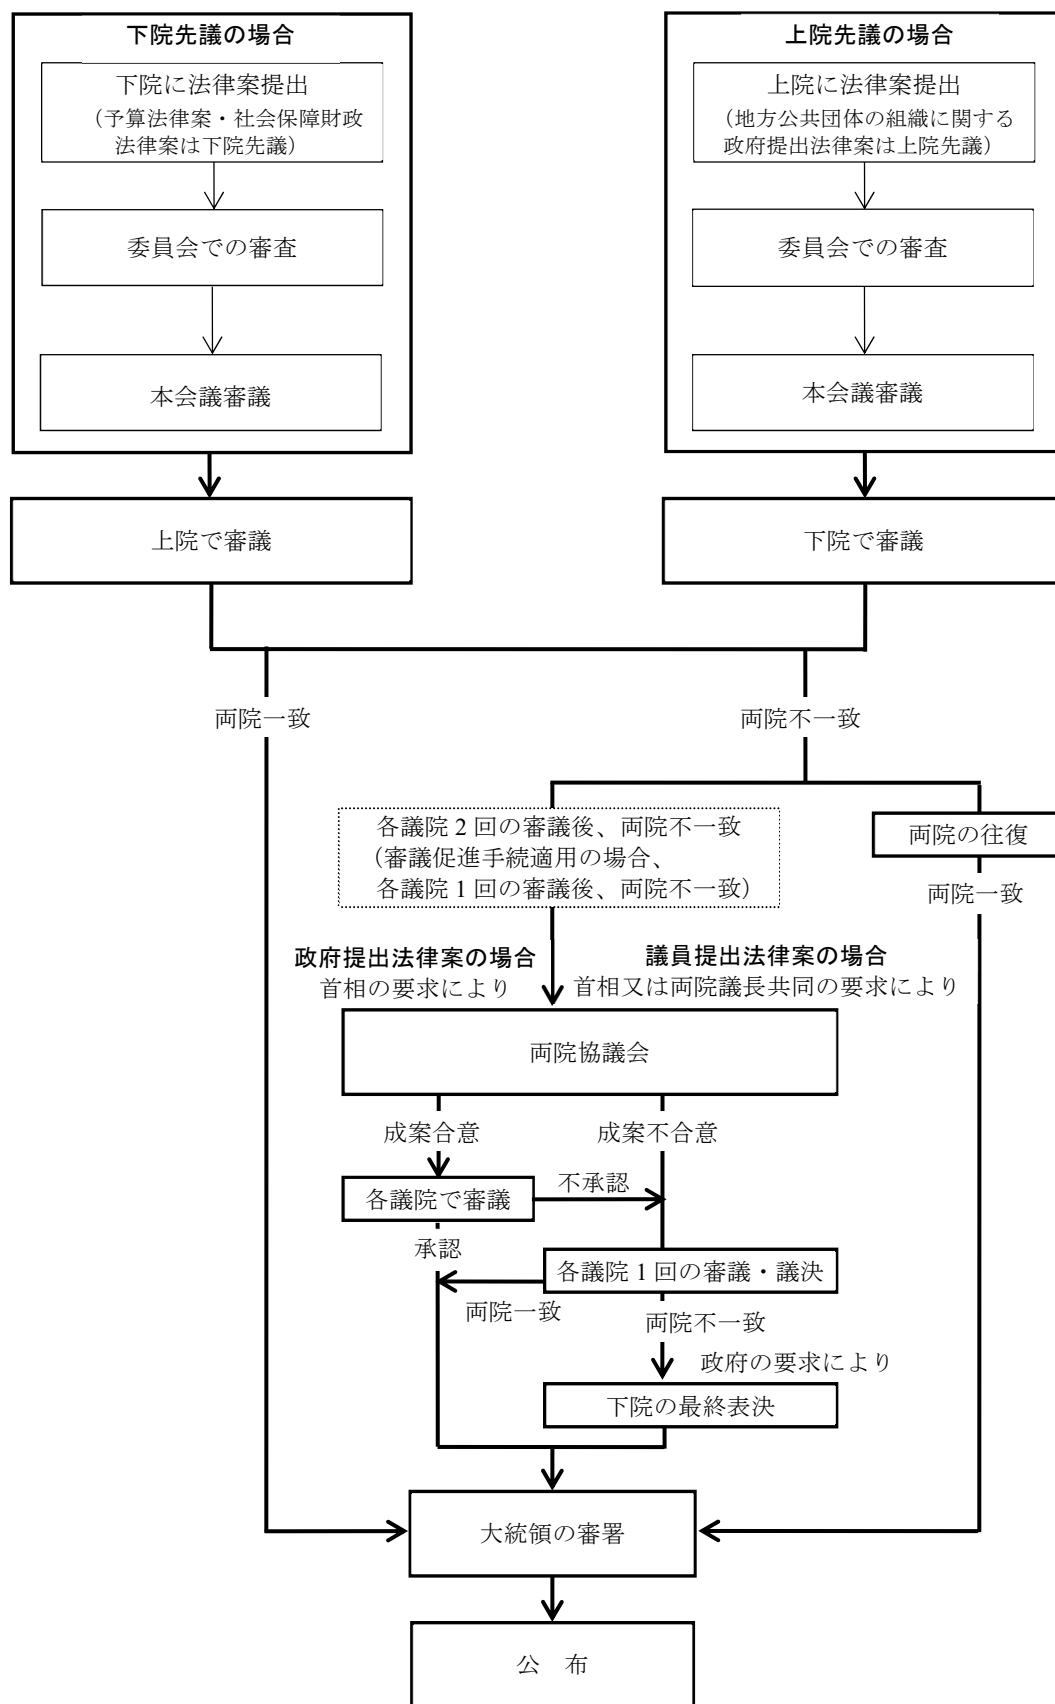 下院先議の場合
下院に法律案提出
（予算法律案・社会保障財政
法律案は下院先議）
委員会での審査
本会議審議
上院で審議
上院先議の場合
上院に法律案提出
（地方公共団体の組織に関する
政府提出法律案は上院先議）
委員会での審査
本会議審議
下院で審議
両院一致
両院不一致
各議院 2 回の審議後、両院不一致
（審議促進手続適用の場合、
各議院 1 回の審議後、両院不一致）
両院の往復
両院一致
政府提出法律案の場合
首相の要求により
議員提出法律案の場合
首相又は両院議長共同の要求により
両院協議会
成案合意
成案不合意
各議院で審議
不承認
承認
各議院 1 回の審議・議決
両院一致
両院不一致
政府の要求により
下院の最終表決
大統領の審署
公　布